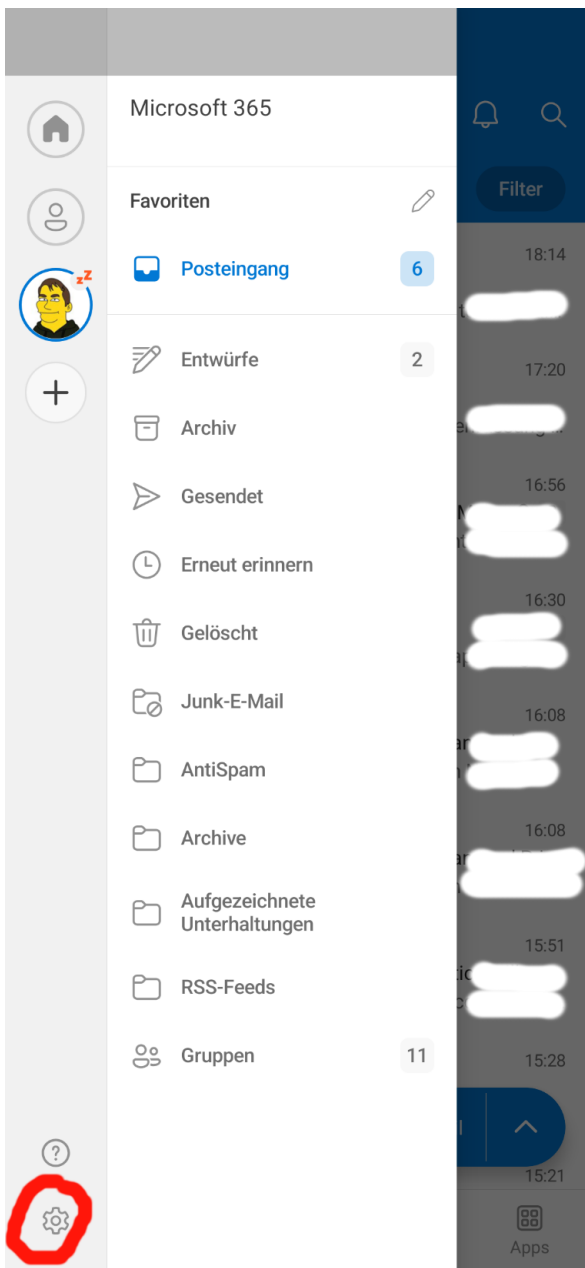 Microsoft 365
Favoriten
Filter
Posteingang 6
18:14
zZ
Entwürfe 2
17:20
Archiv
16:56
Gesendet
Erneut erinnern
16:30
Gelöscht
Junk-E-Mail
16:08
AntiSpam
Archive
16:08
Aufgezeichnete
Unterhaltungen
15:51
RSS-Feeds
Gruppen 11
15:28
?
15:21
Apps